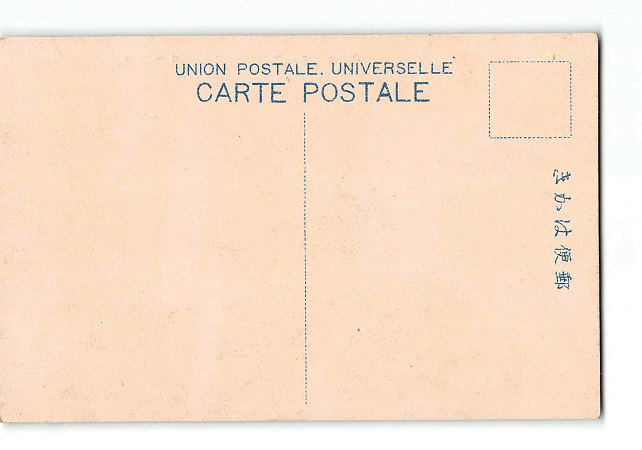 UNION POSTALE. UNIVERSELLE
CARTE POSTALE
郵便はかき